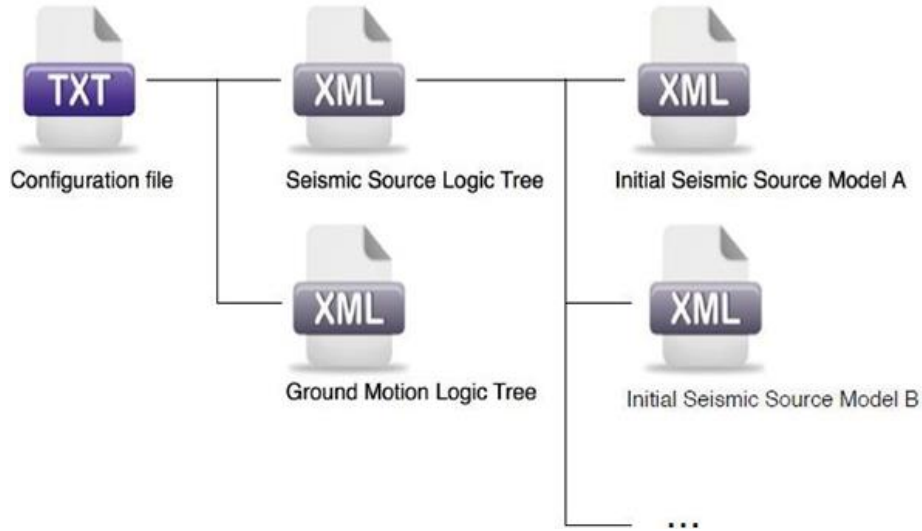 TXT
XML
XML
Configuration file
Seismic Source Logic Tree
Initial Seismic Source Model A
XML
XML
Ground Motion Logic Tree
Initial Seismic Source Model B
...